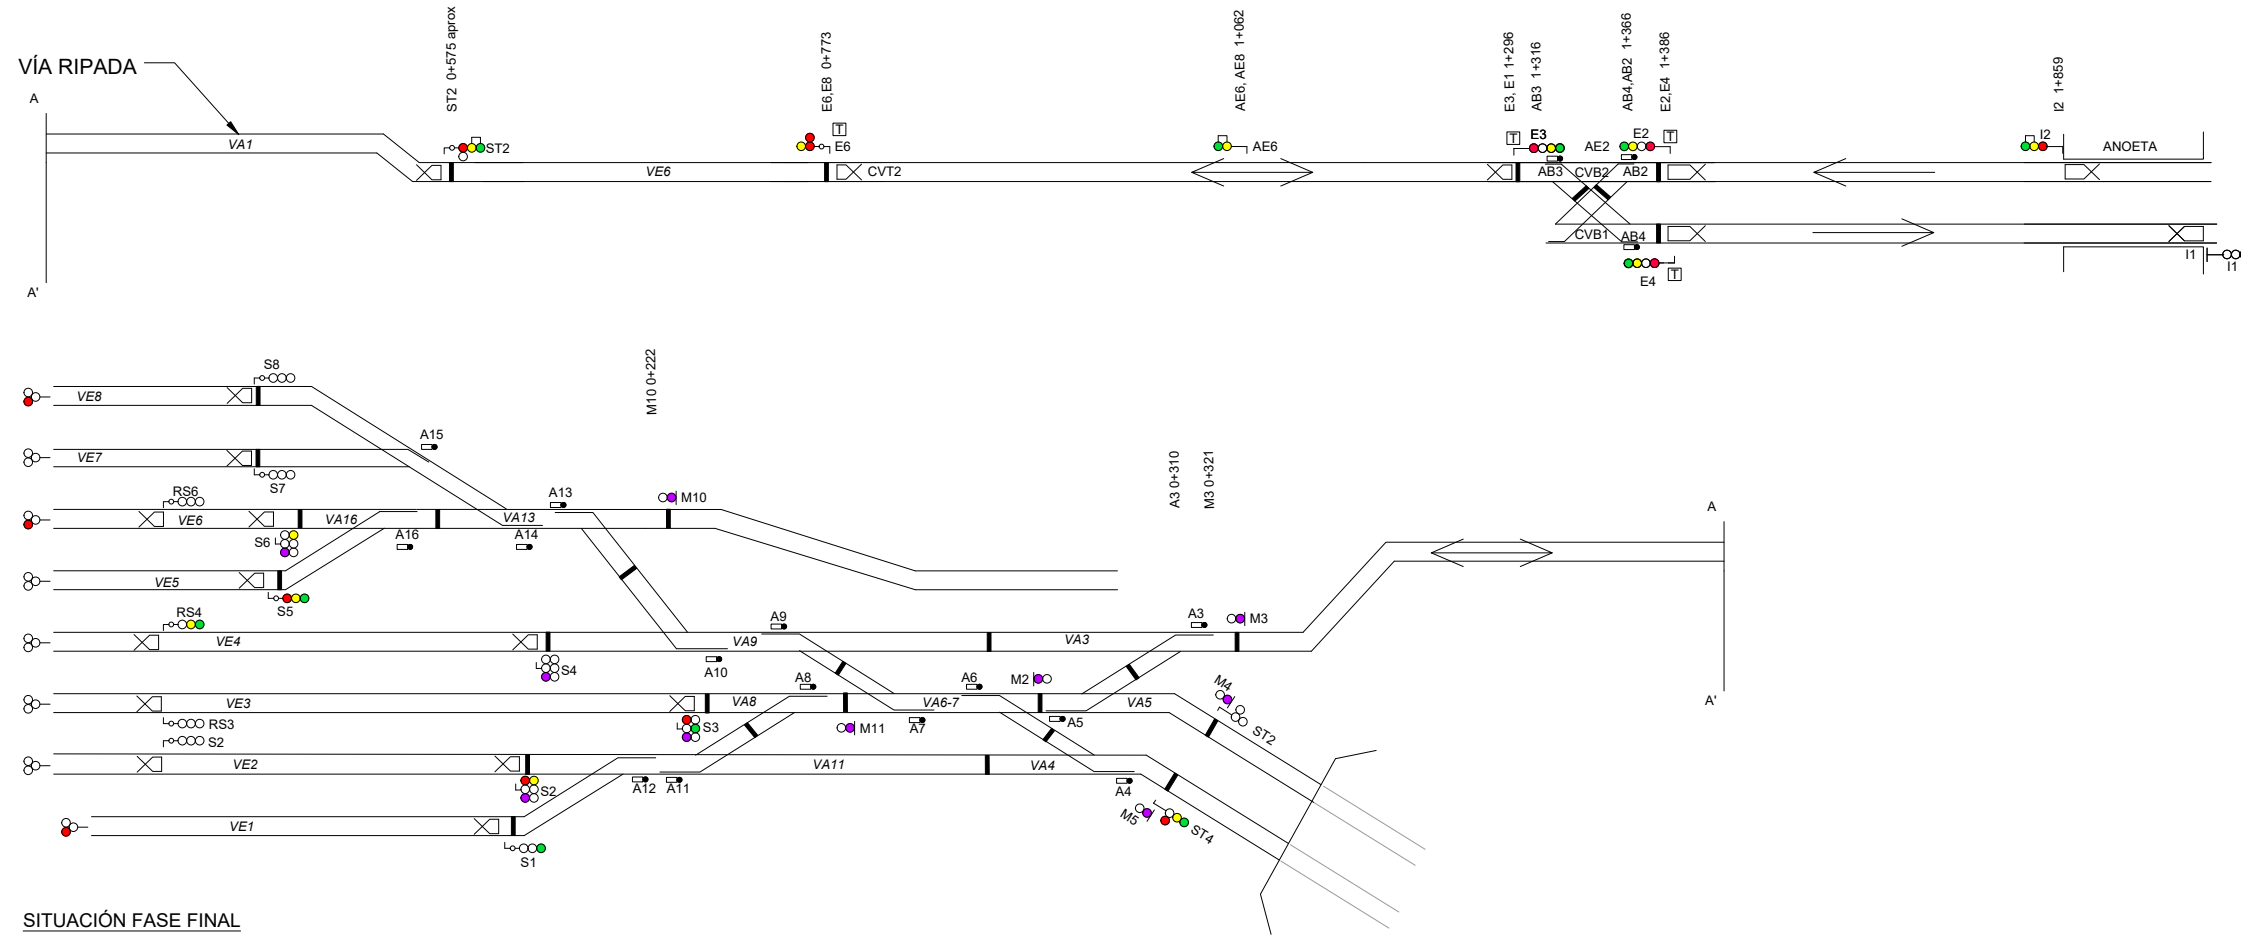 VÍA RIPADA
A
A'
VA1
ST2 0+575 aprox
ST2
VE6
E6,E8 0+773
T
E6
CVT2
AE6, AE8 1+062
AE6
E3, E1 1+296
AB3 1+316
T
E3
AE2
AB3
CVB2
AB2
AB4,AB2 1+366
E2,E4 1+386
E2
T
CVB1
AB4
E4
T
I2 1+859
I2
ANOETA
I1
I1
S8
VE8
A15
VE7
S7
M10 0+222
RS6
VE6
VA16
A13
M10
VA13
S6
A16
A14
VE5
S5
RS4
VE4
A9
VA9
A10
S4
A3 0+310
M3 0+321
A3
M3
VA3
A
A'
VE3
RS3
VA8
S3
A8
M11
VA6-7
A7
A6
M2
A5
VA5
M4
ST2
S2
VE2
S2
A12
A11
VA11
VA4
A4
M5
ST4
VE1
S1
SITUACIÓN FASE FINAL